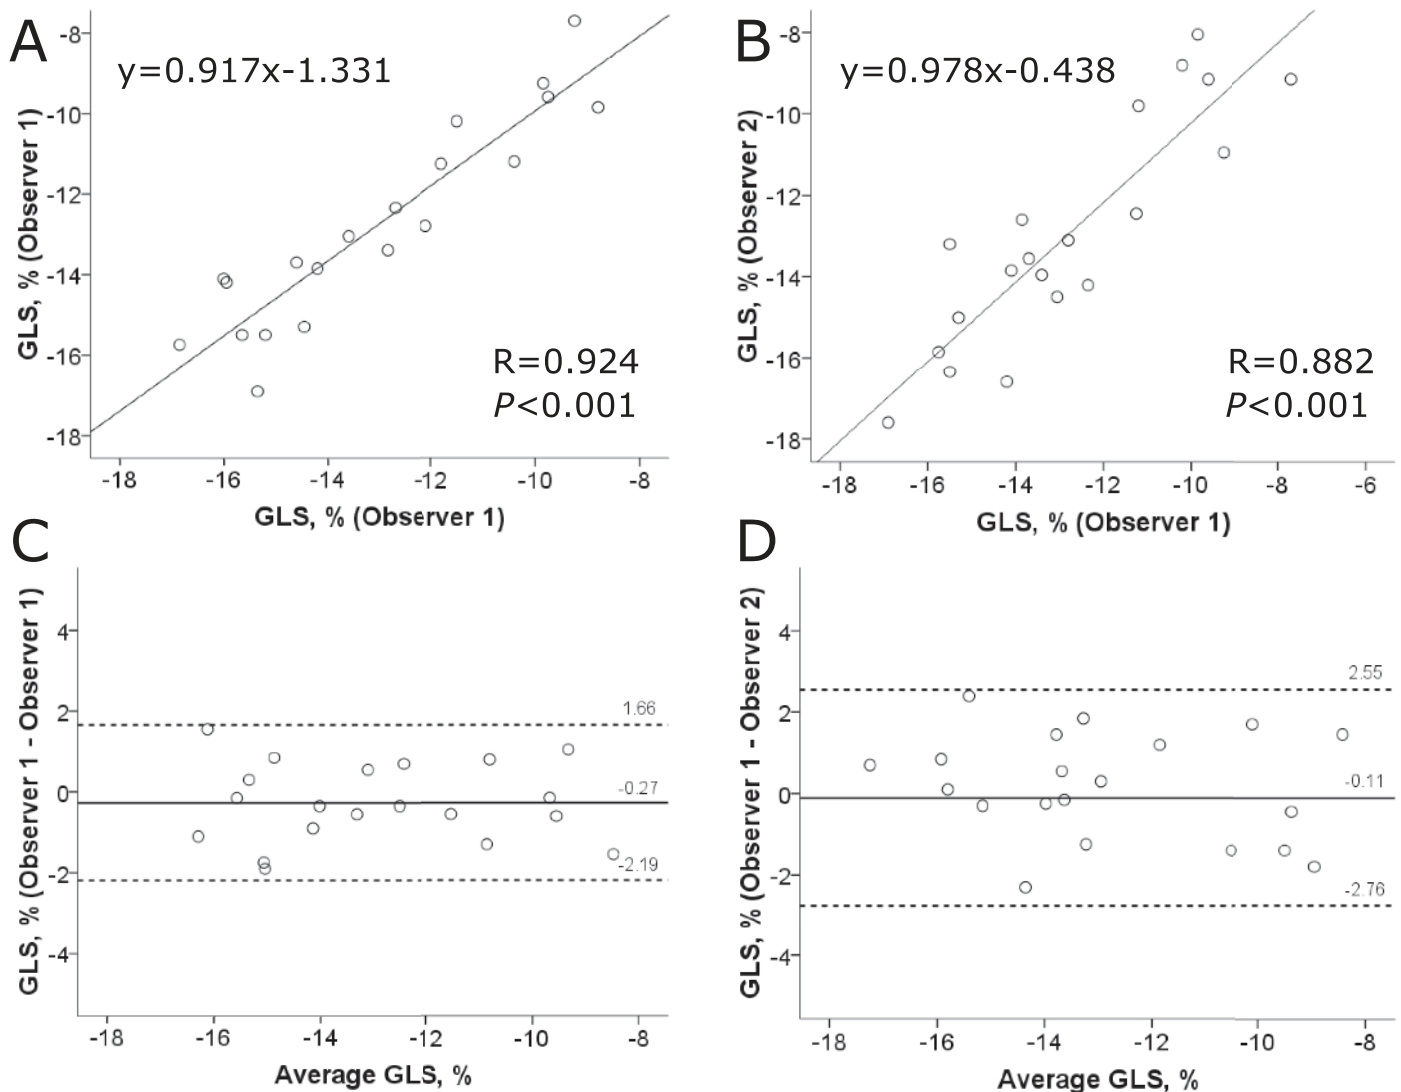 A
y=0.917x-1.331
GLS, % (Observer 1)
-8
-10
-12
-14
-16
-18
R=0.924
P<0.001
-18 -16 -14 -12 -10 -8
GLS, % (Observer 1)
B
y=0.978x-0.438
GLS, % (Observer 2)
-8
-10
-12
-14
-16
-18
R=0.882
P<0.001
-18 -16 -14 -12 -10 -8 -6
GLS, % (Observer 1)
C
GLS, % (Observer 1 - Observer 1)
4
2
0
-2
-4
1.66
-0.27
-2.19
-18 -16 -14 -12 -10 -8
Average GLS, %
D
GLS, % (Observer 1 - Observer 2)
4
2
0
-2
-4
2.55
-0.11
-2.76
-18 -16 -14 -12 -10 -8
Average GLS, %